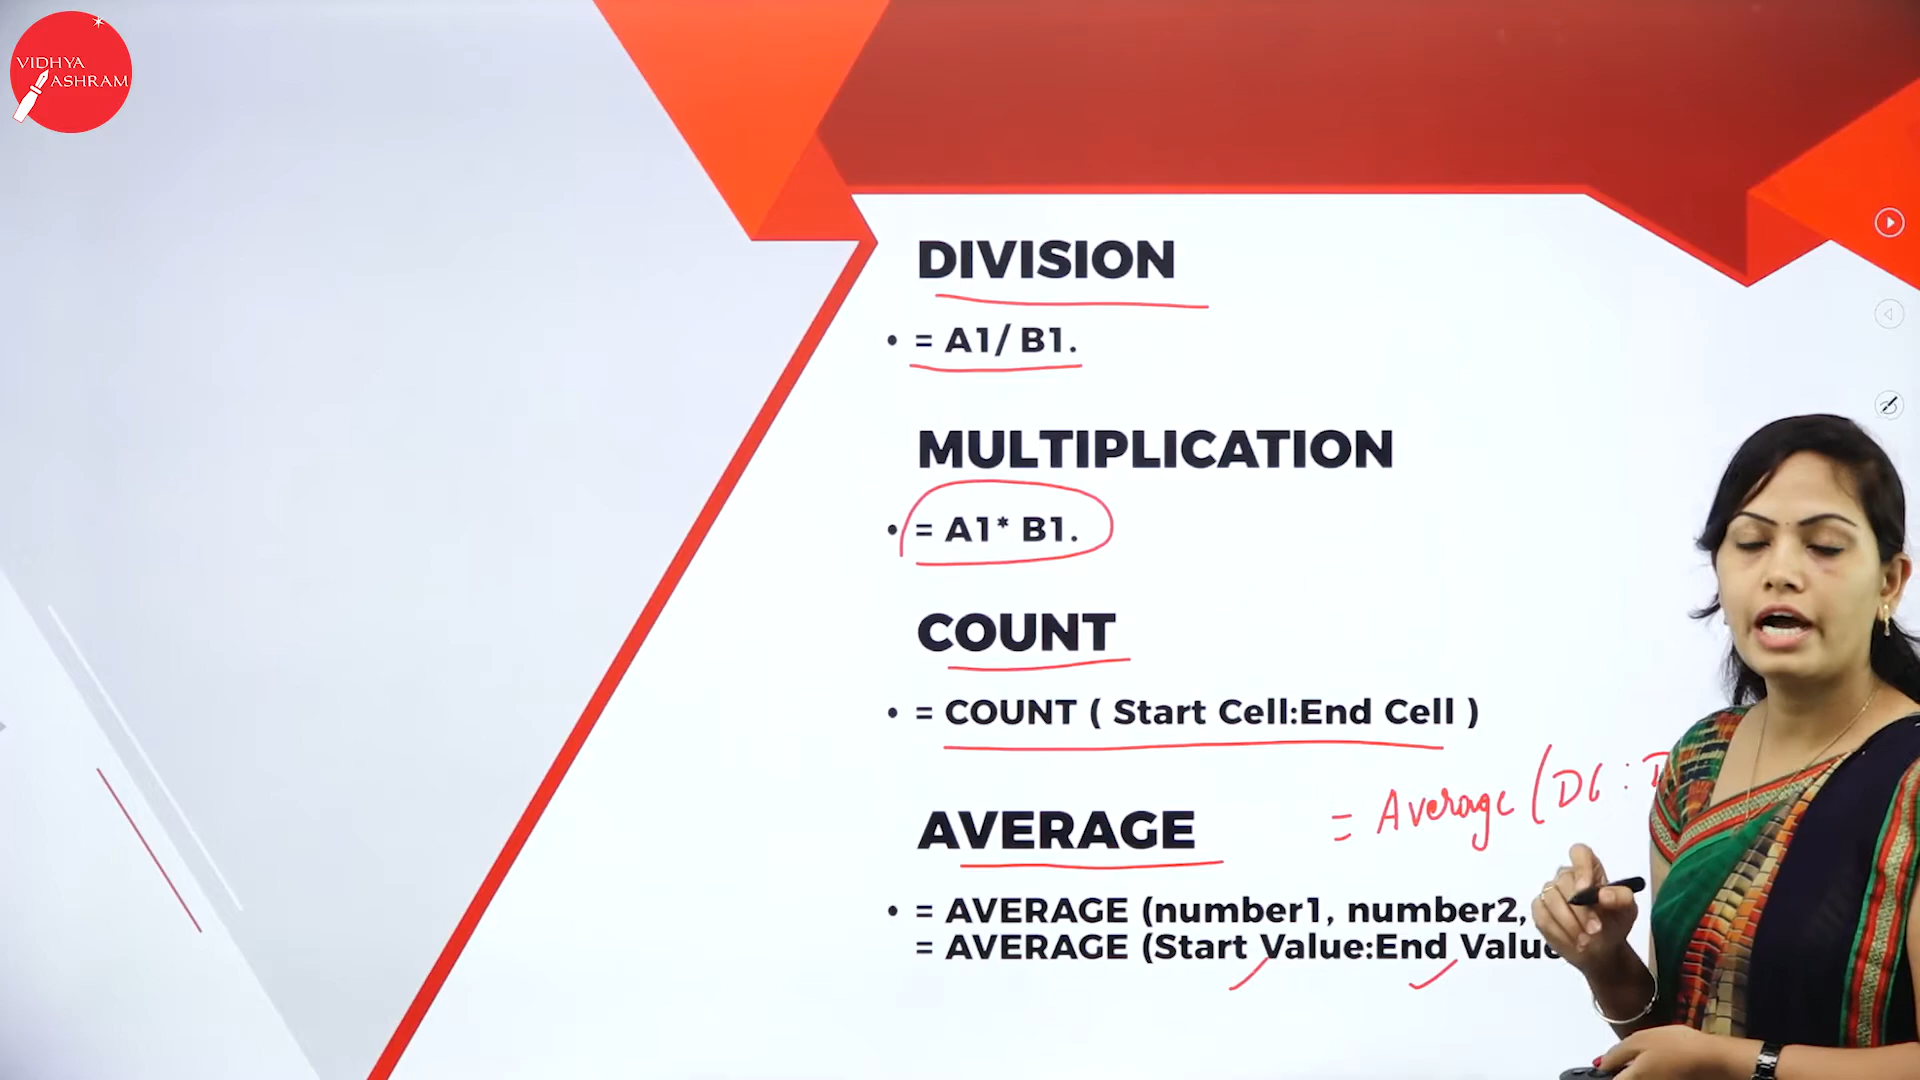 VIDHYA
ASHRAM
DIVISION
• = A1/ B1.
MULTIPLICATION
• = A1* B1.
COUNT
• = COUNT ( Start Cell:End Cell )
= Average (D6 :
AVERAGE
• = AVERAGE (number1, number2,
= AVERAGE (Start Value:End Value